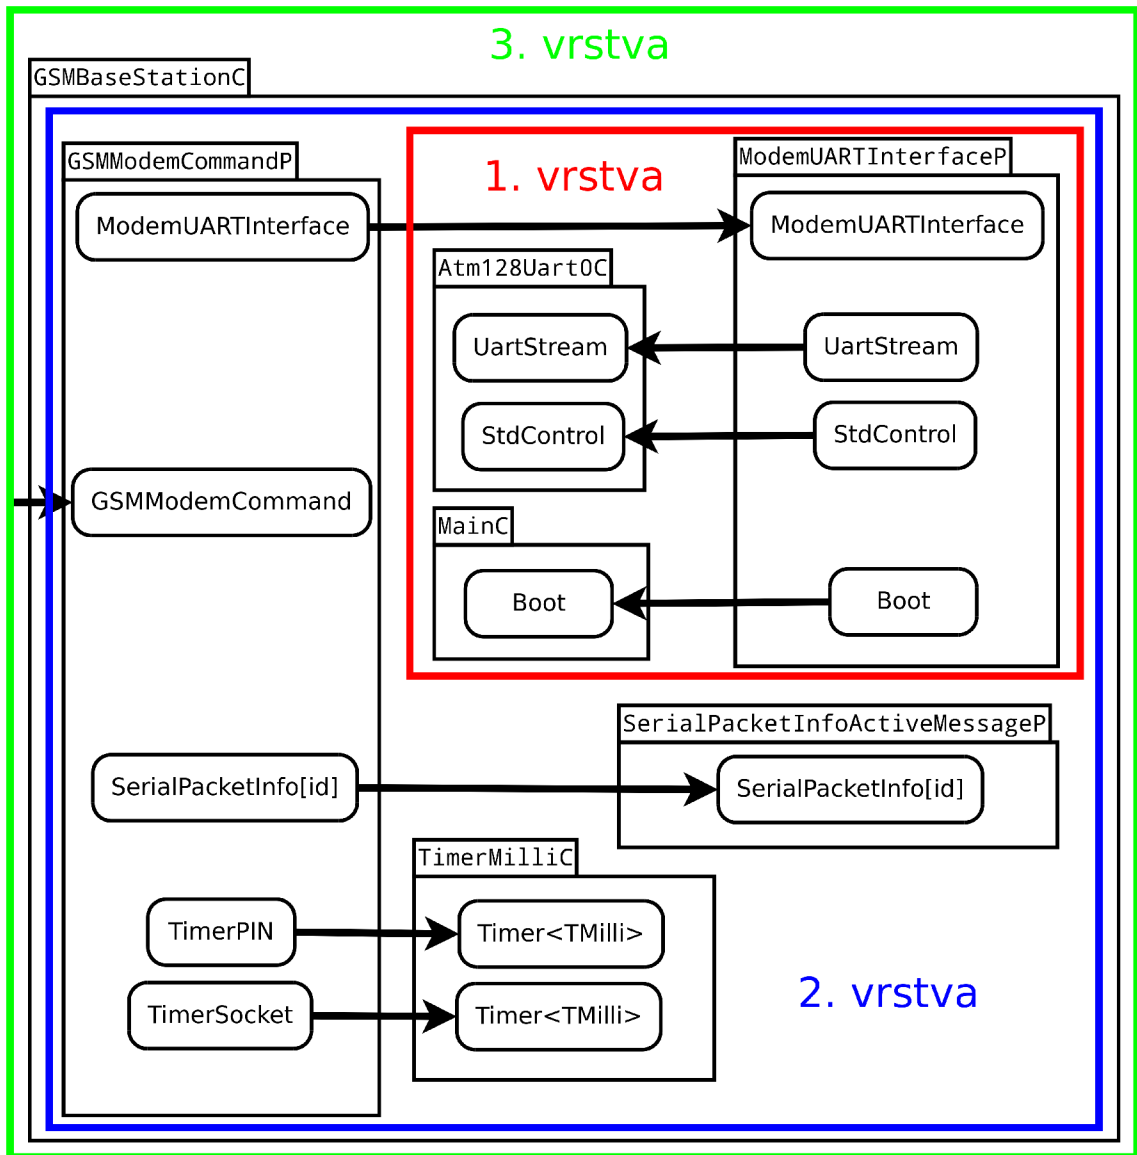 3. vrstva
GSMBaseStationC
GSMModemCommandP
1. vrstva
ModemUARTInterfaceP
ModemUARTInterface
ModemUARTInterface
Atm128Uart0C
UartStream
UartStream
StdControl
StdControl
GSMModemCommand
MainC
Boot
Boot
SerialPacketInfoActiveMessageP
SerialPacketInfo[id]
SerialPacketInfo[id]
TimerMilliC
TimerPIN
Timer<TMilli>
2. vrstva
TimerSocket
Timer<TMilli>